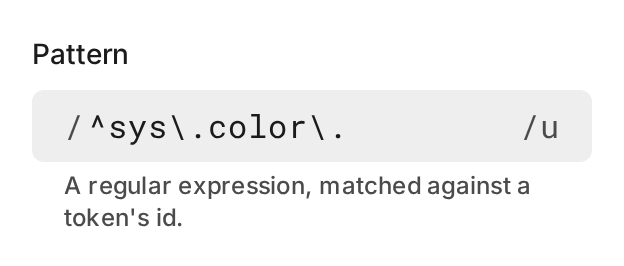 Pattern
/^sys\.color\. /u
A regular expression, matched against a
token's id.